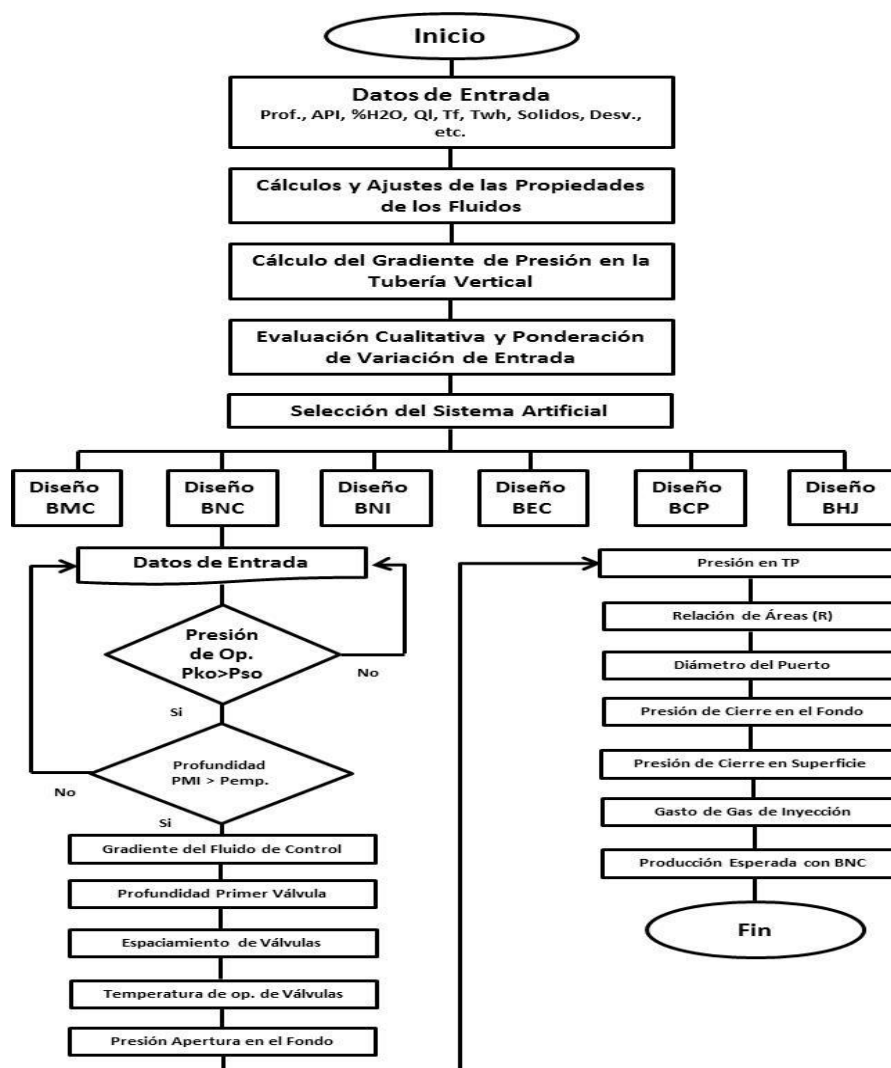 Inicio
Datos de Entrada
Prof., API, %H2O, Ql, Tf, Twh, Solidos, Desv.,
etc.
Cálculos y Ajustes de las Propiedades
de los Fluidos
Cálculo del Gradiente de Presión en la
Tubería Vertical
Evaluación Cualitativa y Ponderación
de Variación de Entrada
Selección del Sistema Artificial
Diseño
BMC
Diseño
BNC
Diseño
BNI
Diseño
BEC
Diseño
BCP
Diseño
BHJ
Datos de Entrada
Presión
de Op.
Pko>Pso
No
Si
Profundidad
PMI > Pemp.
No
Si
Gradiente del Fluido de Control
Profundidad Primer Válvula
Espaciamiento de Válvulas
Temperatura de op. de Válvulas
Presión Apertura en el Fondo
Presión en TP
Relación de Áreas (R)
Diámetro del Puerto
Presión de Cierre en el Fondo
Presión de Cierre en Superficie
Gasto de Gas de Inyección
Producción Esperada con BNC
Fin